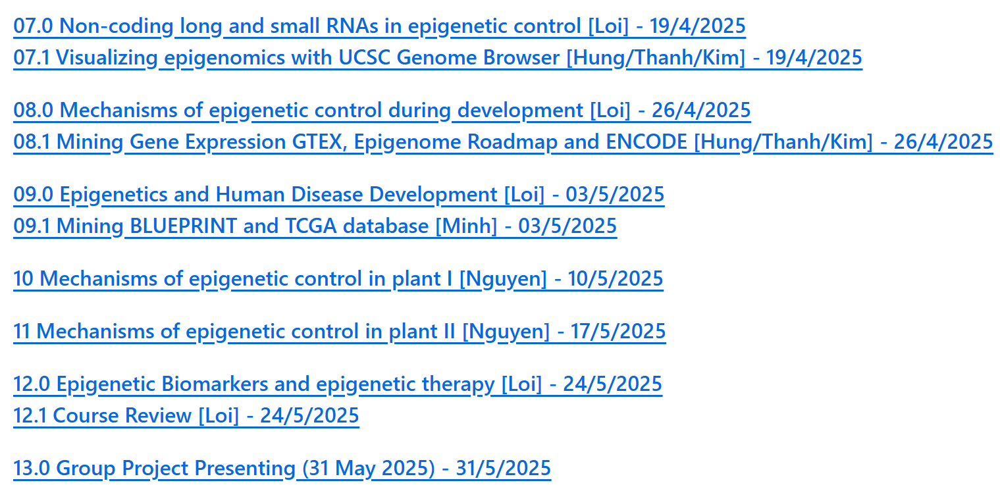 07.0 Non-coding long and small RNAs in epigenetic control [Loi] - 19/4/2025
07.1 Visualizing epigenomics with UCSC Genome Browser [Hung/Thanh/Kim] - 19/4/2025
08.0 Mechanisms of epigenetic control during development [Loi] - 26/4/2025
08.1 Mining Gene Expression GTEX, Epigenome Roadmap and ENCODE [Hung/Thanh/Kim] - 26/4/2025
09.0 Epigenetics and Human Disease Development [Loi] - 03/5/2025
09.1 Mining BLUEPRINT and TCGA database [Minh] - 03/5/2025
10 Mechanisms of epigenetic control in plant I [Nguyen] - 10/5/2025
11 Mechanisms of epigenetic control in plant II [Nguyen] - 17/5/2025
12.0 Epigenetic Biomarkers and epigenetic therapy [Loi] - 24/5/2025
12.1 Course Review [Loi] - 24/5/2025
13.0 Group Project Presenting (31 May 2025) - 31/5/2025